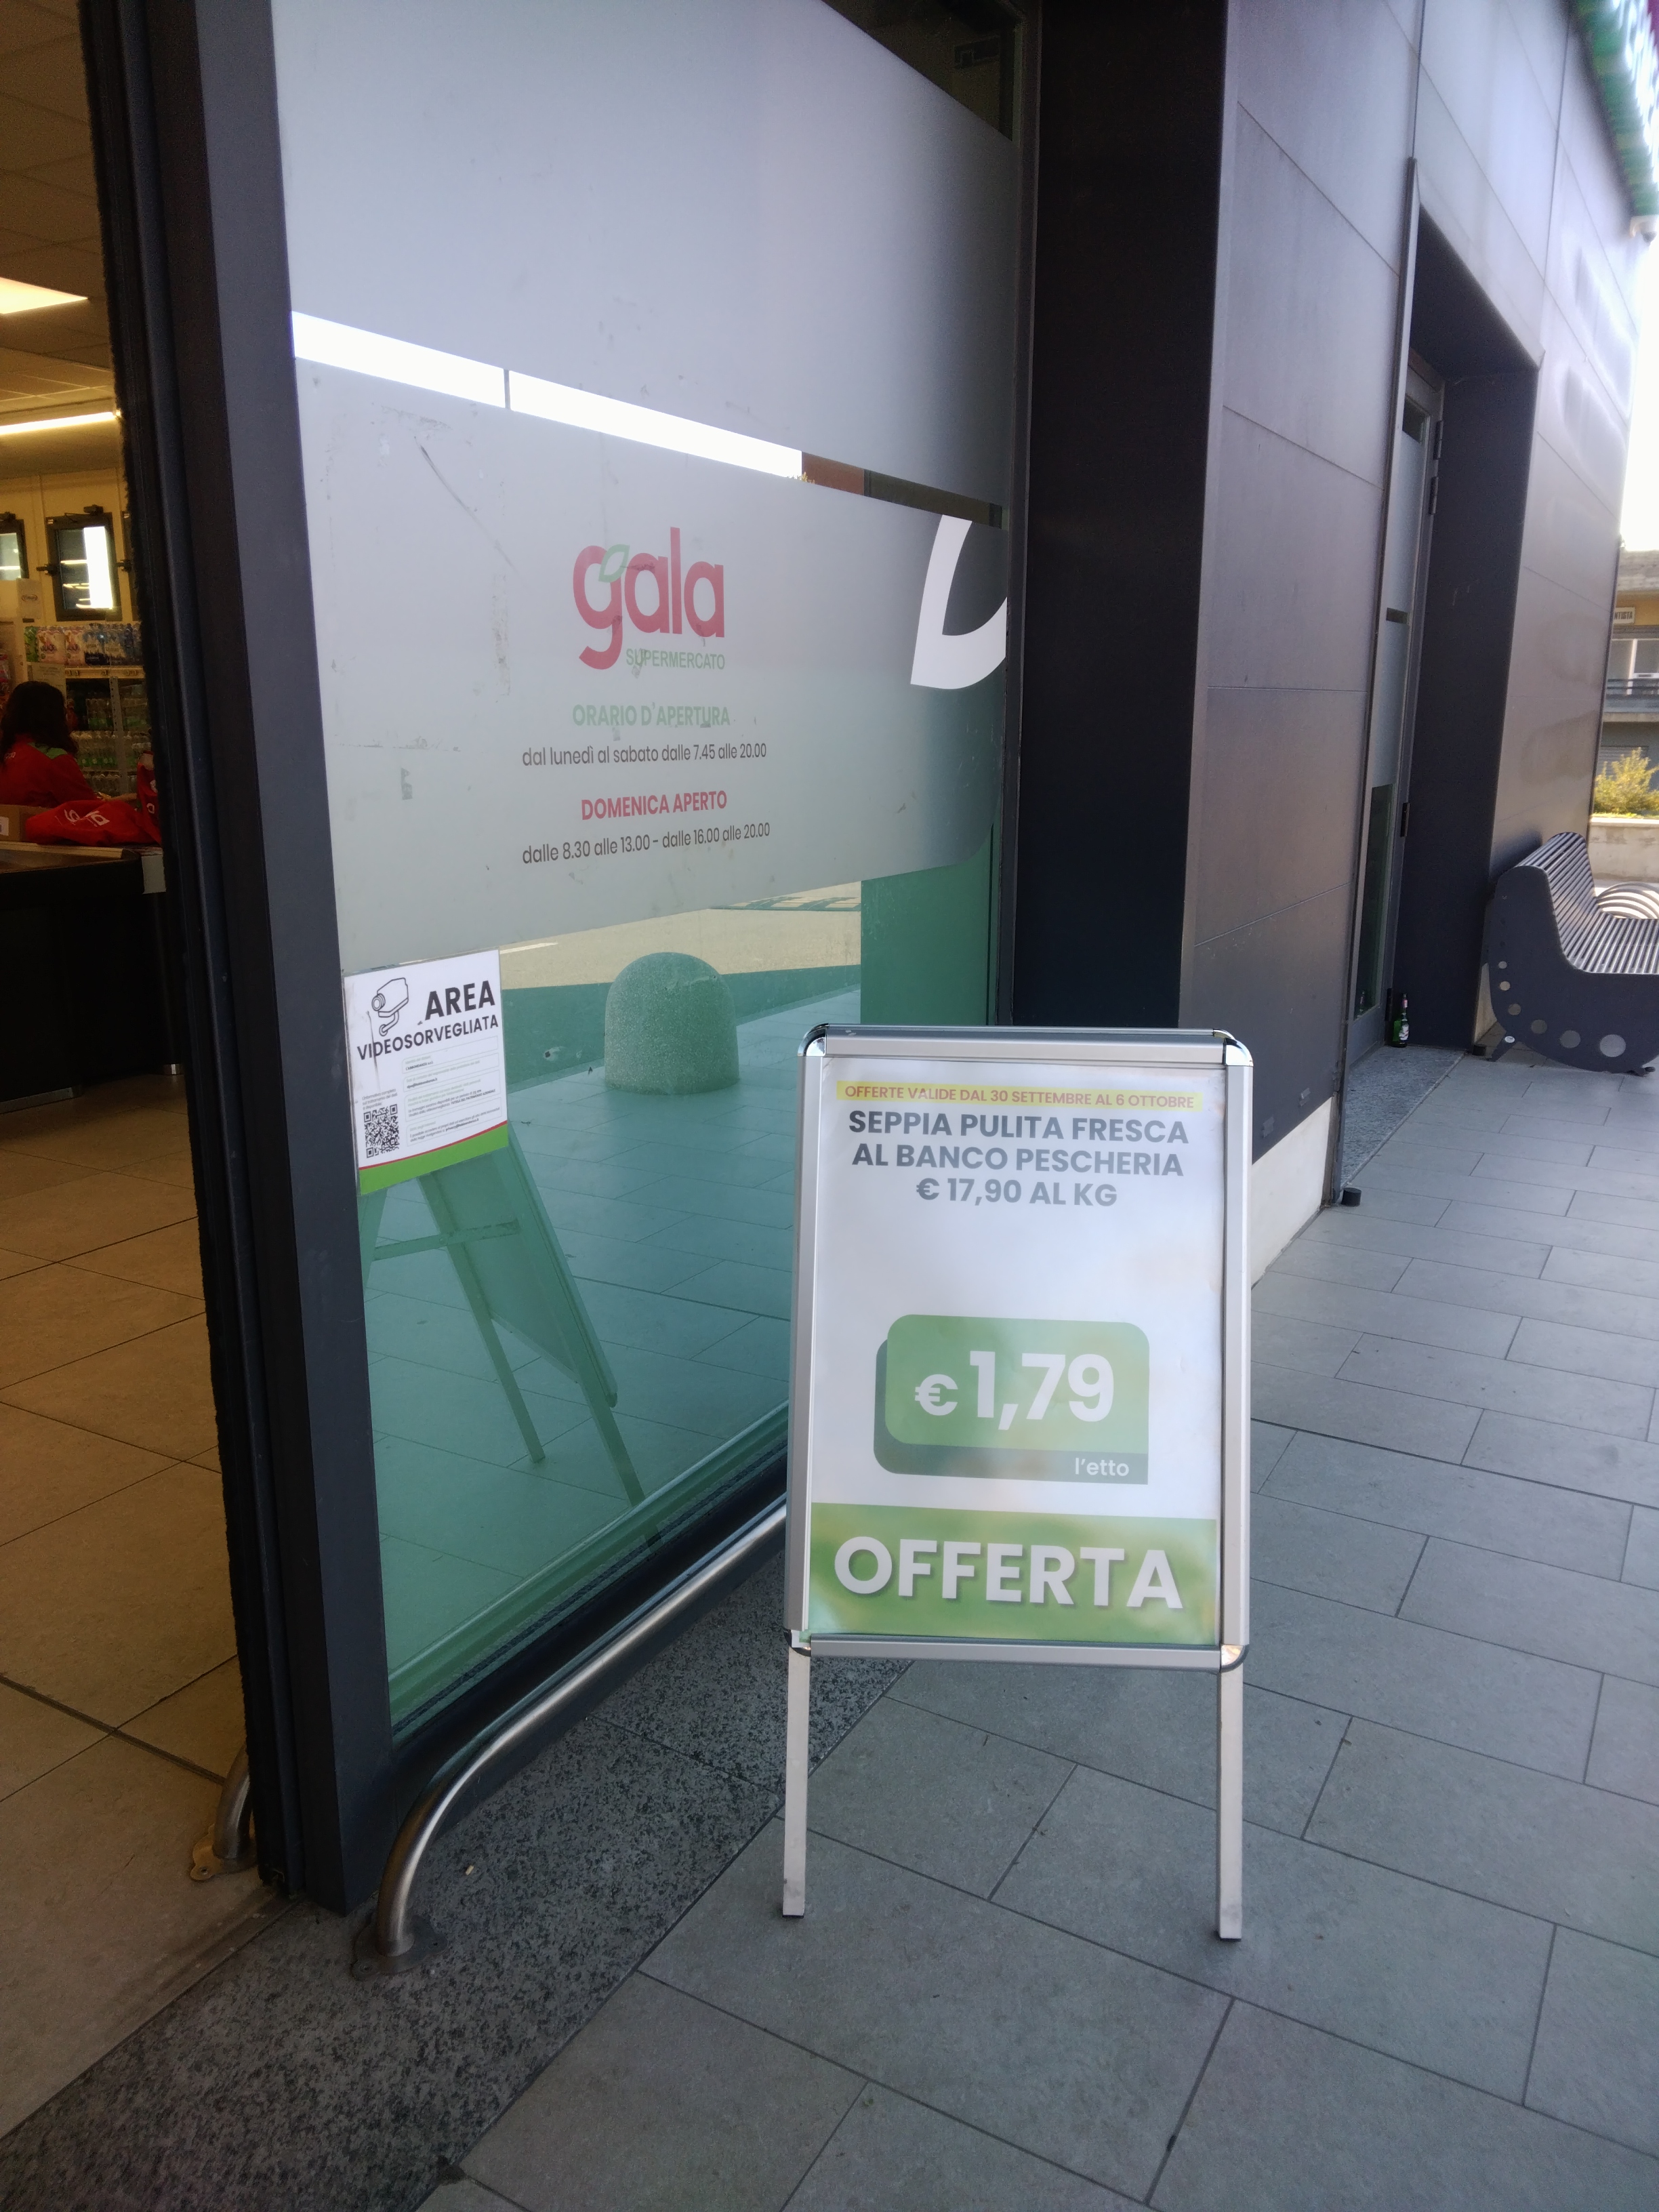 gala
SUPERMERCATO
ORARIO D'APERTURA
dal lunedì al sabato dalle 7.45 alle 20.00
DOMENICA APERTO
dalle 8.30 alle 13.00 - dalle 16.00 alle 20.00
AREA
VIDEOSORVEGLIATA
OFFERTE VALIDE DAL 30 SETTEMBRE AL 6 OTTOBRE
SEPPIA PULITA FRESCA
AL BANCO PESCHERIA
€ 17,90 AL KG
€ 1,79
l'etto
OFFERTA